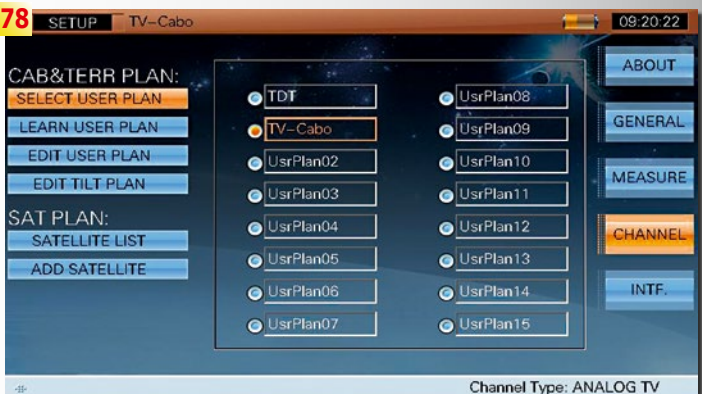 78
SETUP TV-Cabo 09:20:22
CAB&TERR PLAN:
SELECT USER PLAN
LEARN USER PLAN
EDIT USER PLAN
EDIT TILT PLAN
SAT PLAN:
SATELLITE LIST
ADD SATELLITE
TDT
TV-Cabo
UsrPlan02
UsrPlan03
UsrPlan04
UsrPlan05
UsrPlan06
UsrPlan07
UsrPlan08
UsrPlan09
UsrPlan10
UsrPlan11
UsrPlan12
UsrPlan13
UsrPlan14
UsrPlan15
ABOUT
GENERAL
MEASURE
CHANNEL
INTF.
Channel Type: ANALOG TV